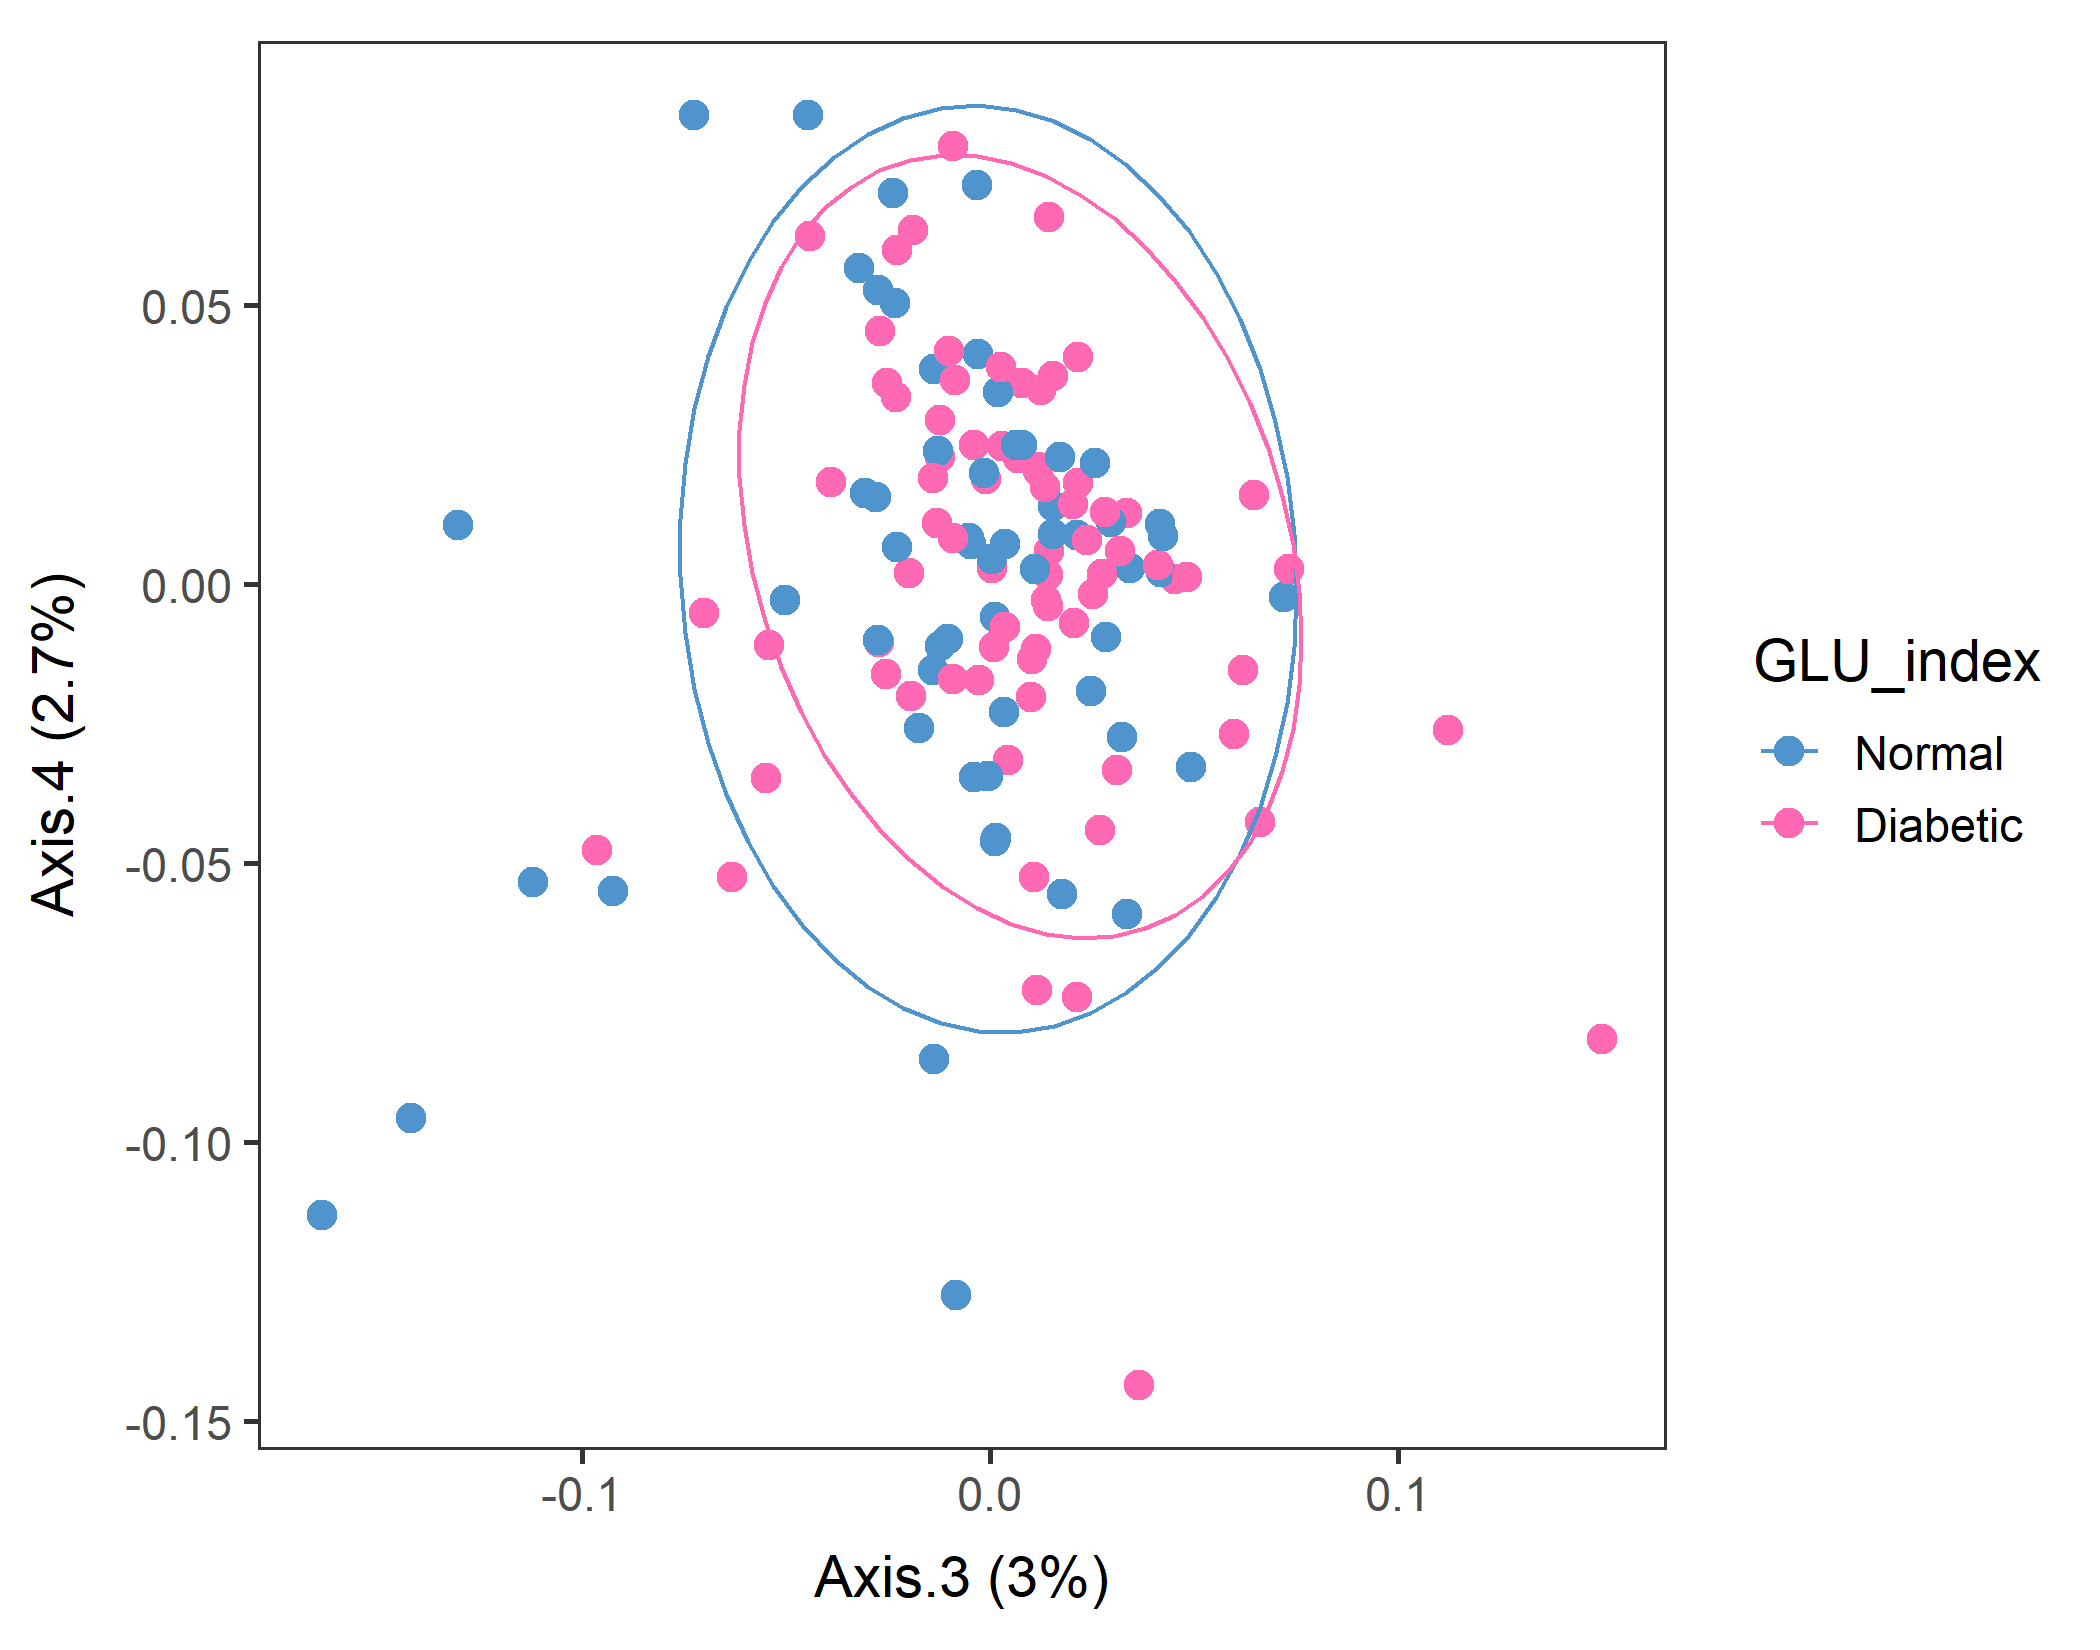 0.05
0.00
-0.05
-0.10
-0.15
Axis.4 (2.7%)
-0.1
0.0
0.1
Axis.3 (3%)
GLU_index
Normal
Diabetic